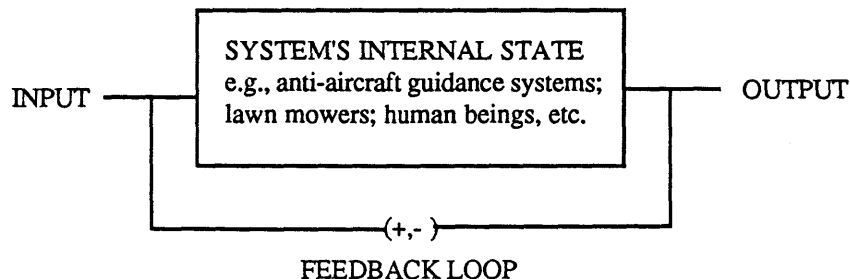 SYSTEM'S INTERNAL STATE
e.g., anti-aircraft guidance systems;
lawn mowers; human beings, etc.
INPUT
OUTPUT
(+,- )
FEEDBACK LOOP